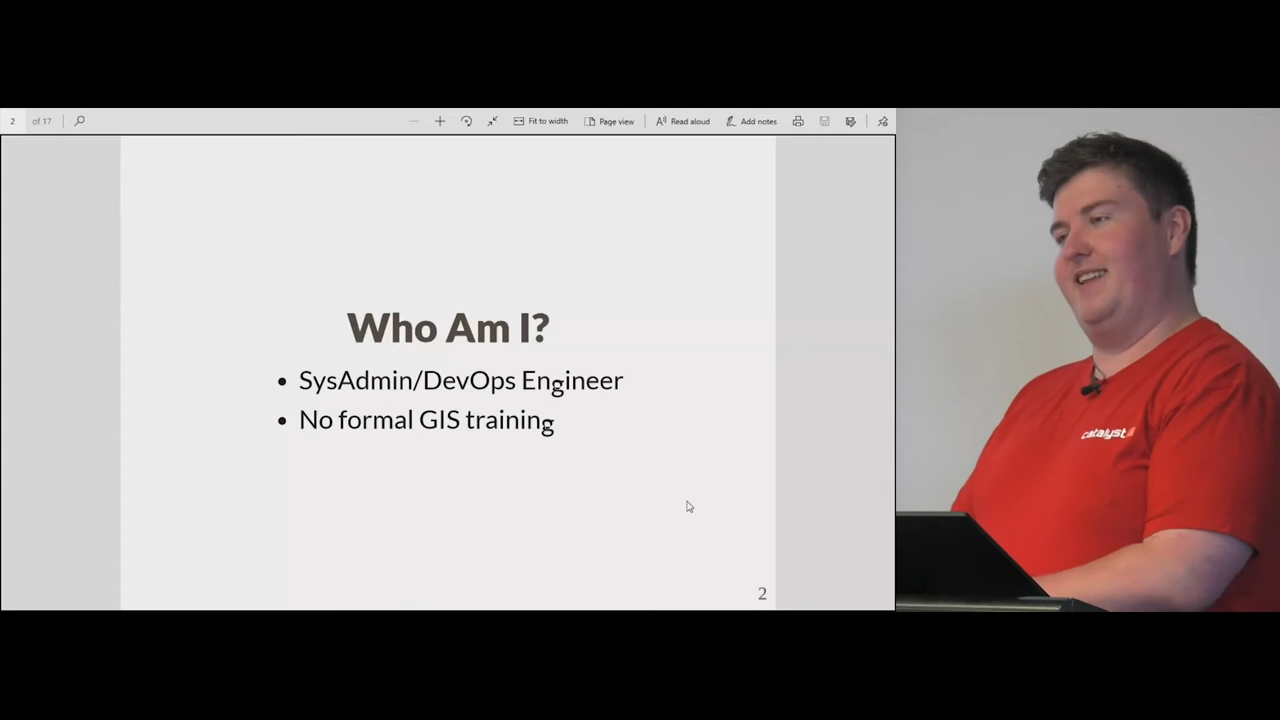 2 of 17
Fit to width
Page view
Read aloud
Add notes
Who Am I?
SysAdmin/DevOps Engineer
No formal GIS training
2
catalyst